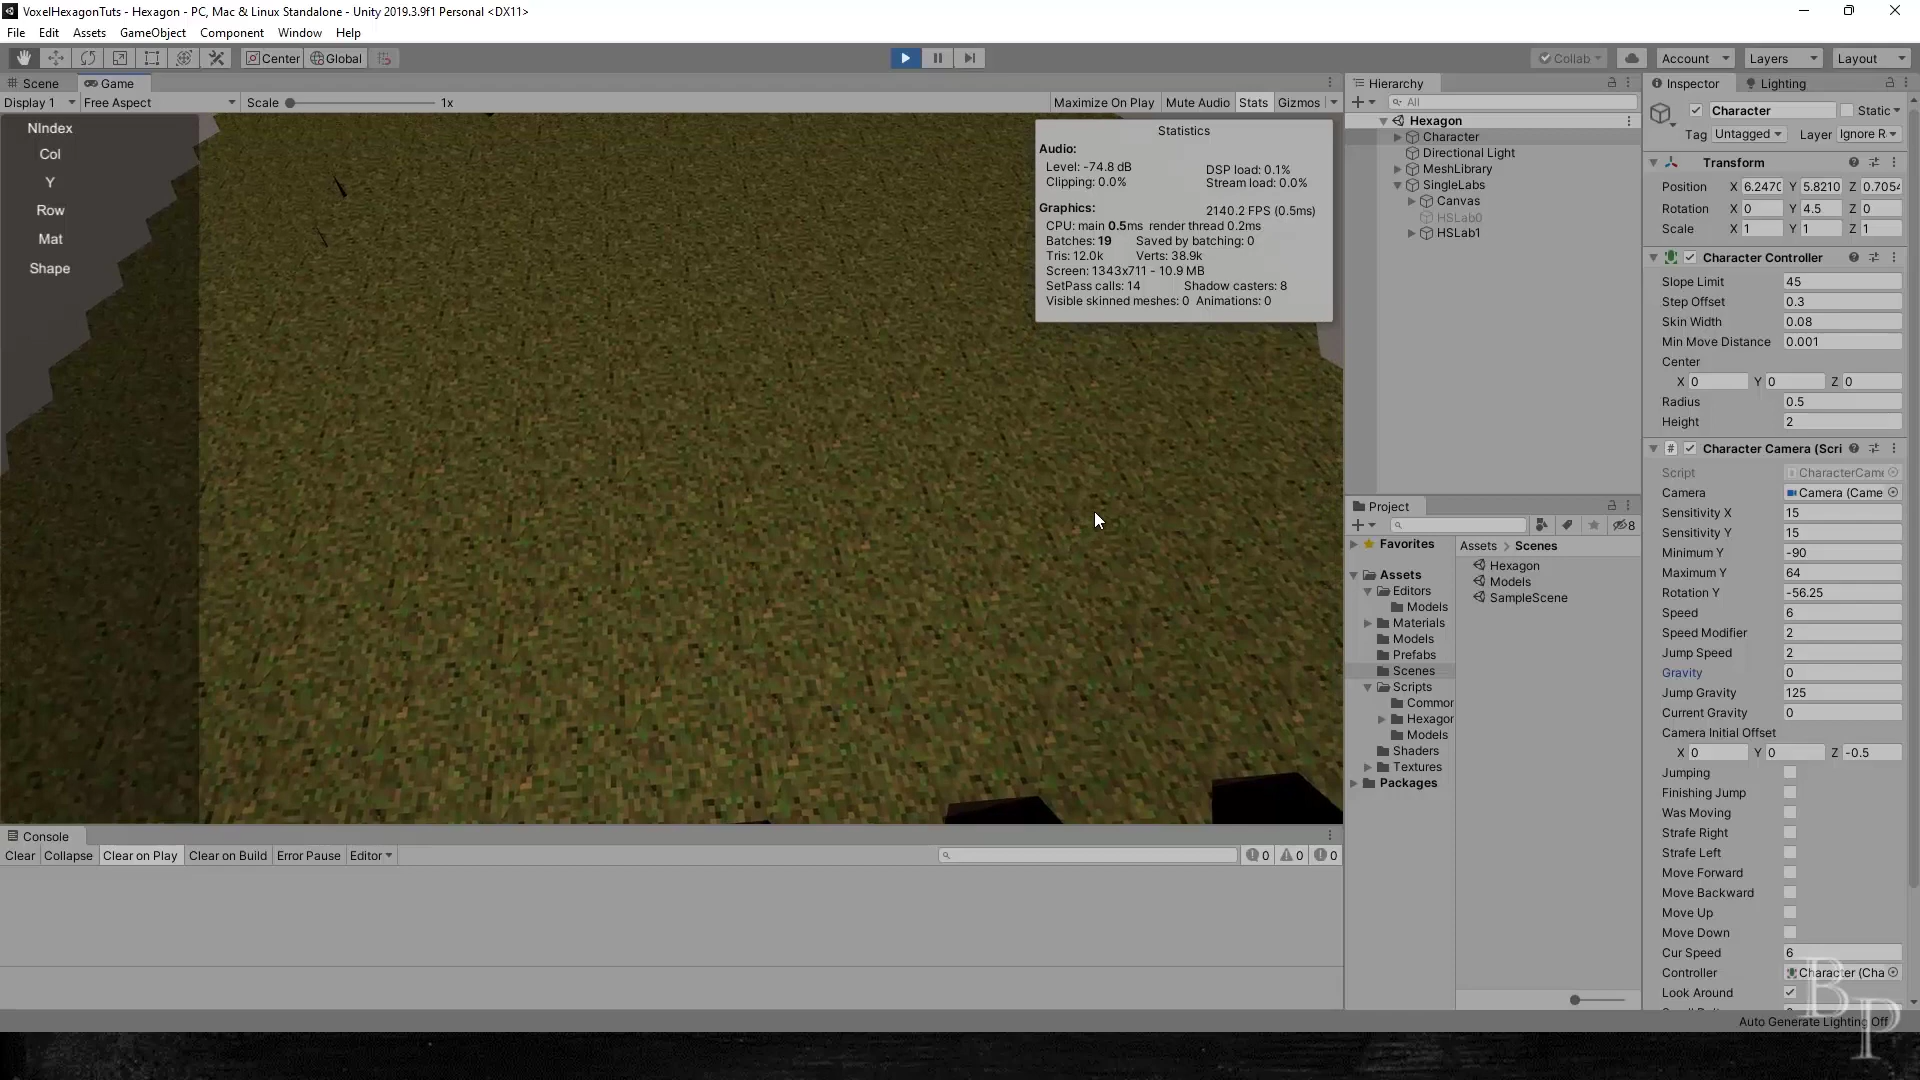 VoxelHexagonTuts - Hexagon - PC, Mac & Linux Standalone - Unity 2019.3.9f1 Personal <DX11>
File Edit Assets GameObject Component Window Help
Center Global Collab Account Layers Layout
Scene Game
Display 1 Free Aspect Scale 1x Maximize On Play Mute Audio Stats Gizmos
NIndex
Col
Y
Row
Mat
Shape
Statistics
Audio:
Level: -74.8 dB DSP load: 0.1%
Clipping: 0.0% Stream load: 0.0%
Graphics: 2140.2 FPS (0.5ms)
CPU: main 0.5ms render thread 0.2ms
Batches: 19 Saved by batching: 0
Tris: 12.0k Verts: 38.9k
Screen: 1343x711 - 10.9 MB
SetPass calls: 14 Shadow casters: 8
Visible skinned meshes: 0 Animations: 0
Hierarchy
All
Hexagon
Character
Directional Light
MeshLibrary
SingleLabs
Canvas
HSLab0
HSLab1
Project
8
Favorites
Assets
Editors
Models
Materials
Models
Prefabs
Scenes
Scripts
Common
Hexagon
Models
Shaders
Textures
Packages
Assets > Scenes
Hexagon
Models
SampleScene
Inspector Lighting
Character Static
Tag Untagged Layer Ignore R
Transform
Position X 6.2470 Y 5.8210 Z 0.7054
Rotation X 0 Y 4.5 Z 0
Scale X 1 Y 1 Z 1
Character Controller
Slope Limit 45
Step Offset 0.3
Skin Width 0.08
Min Move Distance 0.001
Center
X 0 Y 0 Z 0
Radius 0.5
Height 2
Character Camera (Scri
Script CharacterCame
Camera Camera (Came
Sensitivity X 15
Sensitivity Y 15
Minimum Y -90
Maximum Y 64
Rotation Y -56.25
Speed 6
Speed Modifier 2
Jump Speed 2
Gravity 0
Jump Gravity 125
Current Gravity 0
Camera Initial Offset
X 0 Y 0 Z -0.5
Jumping
Finishing Jump
Was Moving
Strafe Right
Strafe Left
Move Forward
Move Backward
Move Up
Move Down
Cur Speed 6
Controller Character (Cha
Look Around
Auto Generate Lighting Off
BP
Console
Clear Collapse Clear on Play Clear on Build Error Pause Editor 0 0 0